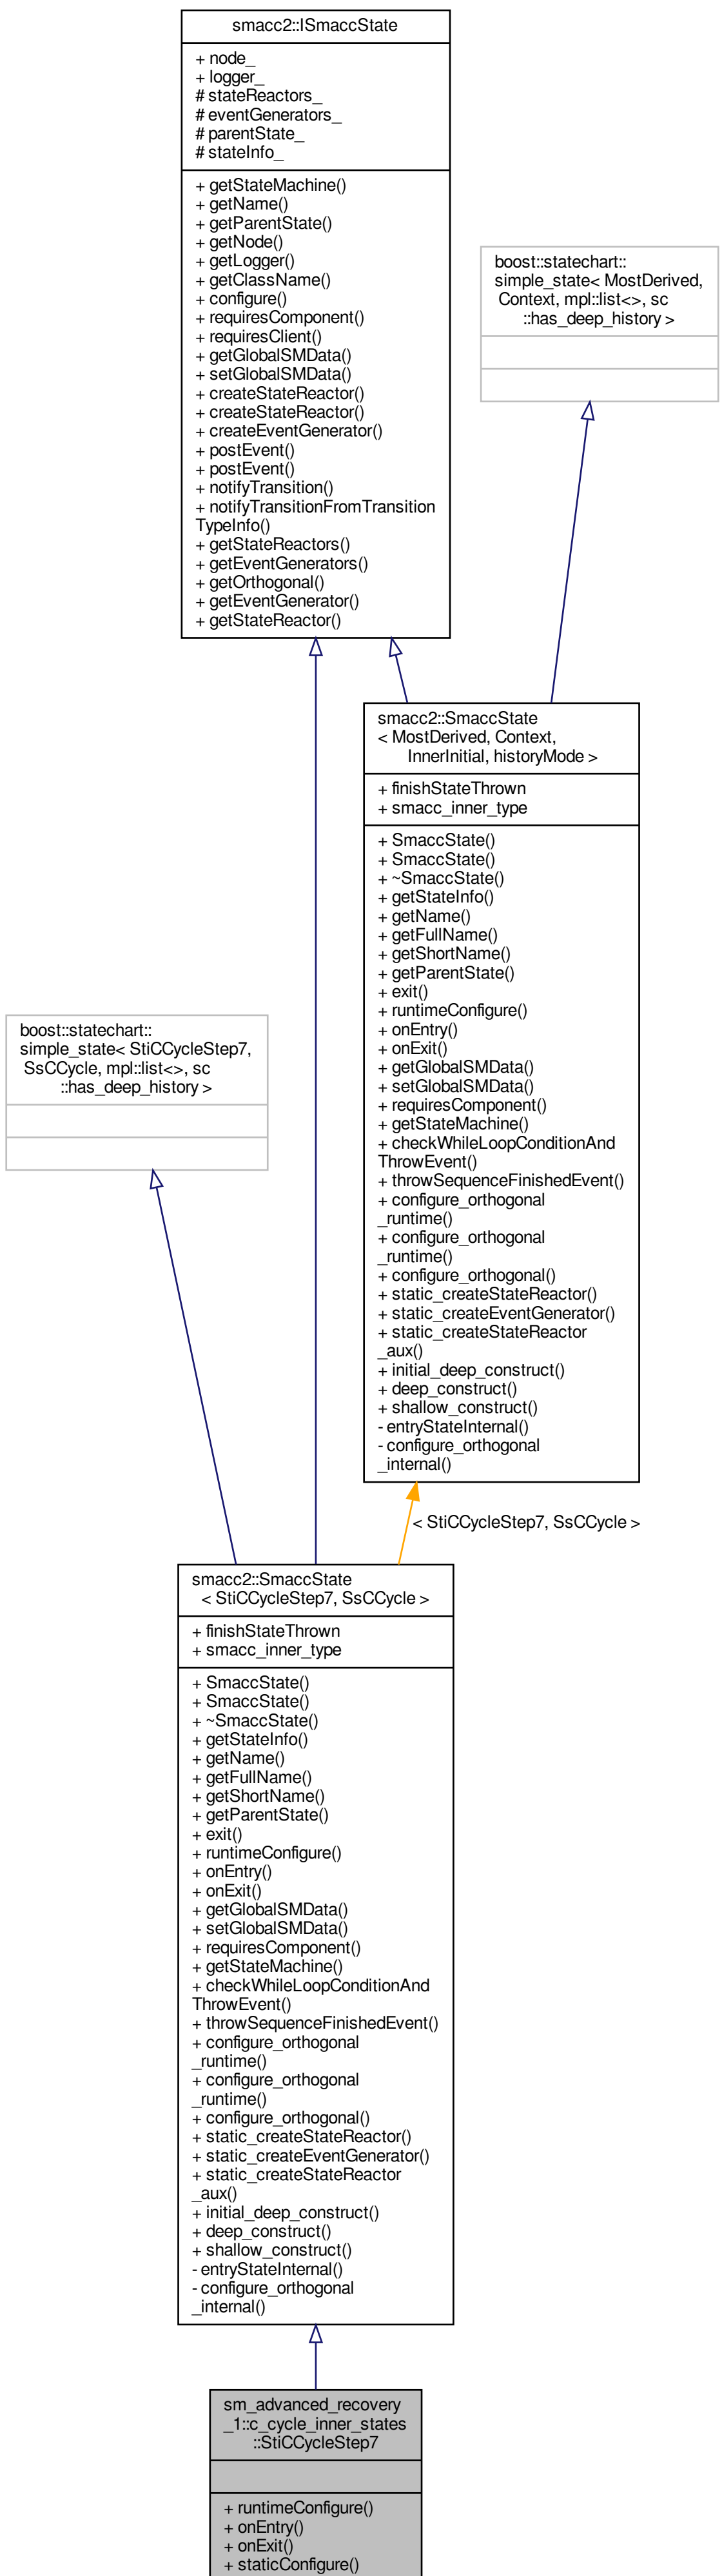 smacc2::ISmaccState
+ node_
+ logger_
# stateReactors_
# eventGenerators_
# parentState_
# stateInfo_
+ getStateMachine()
+ getName()
+ getParentState()
+ getNode()
+ getLogger()
+ getClassName()
+ configure()
+ requiresComponent()
+ requiresClient()
+ getGlobalSMData()
+ setGlobalSMData()
+ createStateReactor()
+ createStateReactor()
+ createEventGenerator()
+ postEvent()
+ postEvent()
+ notifyTransition()
+ notifyTransitionFromTransition
TypeInfo()
+ getStateReactors()
+ getEventGenerators()
+ getOrthogonal()
+ getEventGenerator()
+ getStateReactor()
boost::statechart::
simple_state< MostDerived,
Context, mpl::list<>, sc
::has_deep_history >
smacc2::SmaccState
< MostDerived, Context,
InnerInitial, historyMode >
+ finishStateThrown
+ smacc_inner_type
+ SmaccState()
+ SmaccState()
+ ~SmaccState()
+ getStateInfo()
+ getName()
+ getFullName()
+ getShortName()
+ getParentState()
+ exit()
+ runtimeConfigure()
+ onEntry()
+ onExit()
+ getGlobalSMData()
+ setGlobalSMData()
+ requiresComponent()
+ getStateMachine()
+ checkWhileLoopConditionAnd
ThrowEvent()
+ throwSequenceFinishedEvent()
+ configure_orthogonal
_runtime()
+ configure_orthogonal
_runtime()
+ configure_orthogonal()
+ static_createStateReactor()
+ static_createEventGenerator()
+ static_createStateReactor
_aux()
+ initial_deep_construct()
+ deep_construct()
+ shallow_construct()
- entryStateInternal()
- configure_orthogonal
_internal()
boost::statechart::
simple_state< StiCCycleStep7,
SsCCycle, mpl::list<>, sc
::has_deep_history >
< StiCCycleStep7, SsCCycle >
smacc2::SmaccState
< StiCCycleStep7, SsCCycle >
+ finishStateThrown
+ smacc_inner_type
+ SmaccState()
+ SmaccState()
+ ~SmaccState()
+ getStateInfo()
+ getName()
+ getFullName()
+ getShortName()
+ getParentState()
+ exit()
+ runtimeConfigure()
+ onEntry()
+ onExit()
+ getGlobalSMData()
+ setGlobalSMData()
+ requiresComponent()
+ getStateMachine()
+ checkWhileLoopConditionAnd
ThrowEvent()
+ throwSequenceFinishedEvent()
+ configure_orthogonal
_runtime()
+ configure_orthogonal
_runtime()
+ configure_orthogonal()
+ static_createStateReactor()
+ static_createEventGenerator()
+ static_createStateReactor
_aux()
+ initial_deep_construct()
+ deep_construct()
+ shallow_construct()
- entryStateInternal()
- configure_orthogonal
_internal()
sm_advanced_recovery
_1::c_cycle_inner_states
::StiCCycleStep7
+ runtimeConfigure()
+ onEntry()
+ onExit()
+ staticConfigure()